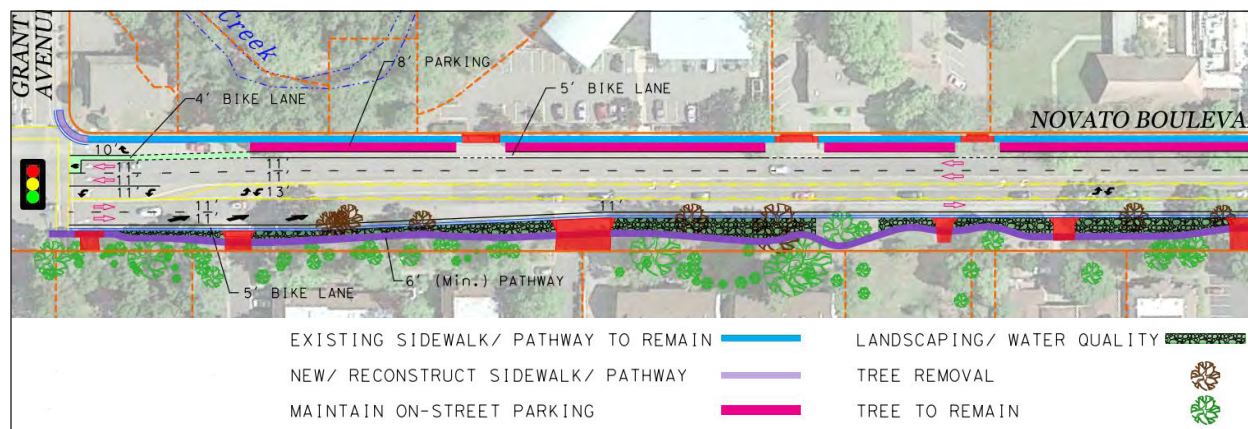 GRANT
AVENUE
Creek
8' PARKING
4' BIKE LANE
5' BIKE LANE
NOVATO BOULEVA
10'
11'
11'
11'
11'
11'
13'
11'
11'
11'
5' BIKE LANE
6' (Min.) PATHWAY
EXISTING SIDEWALK/ PATHWAY TO REMAIN
LANDSCAPING/ WATER QUALITY
NEW/ RECONSTRUCT SIDEWALK/ PATHWAY
TREE REMOVAL
MAINTAIN ON-STREET PARKING
TREE TO REMAIN